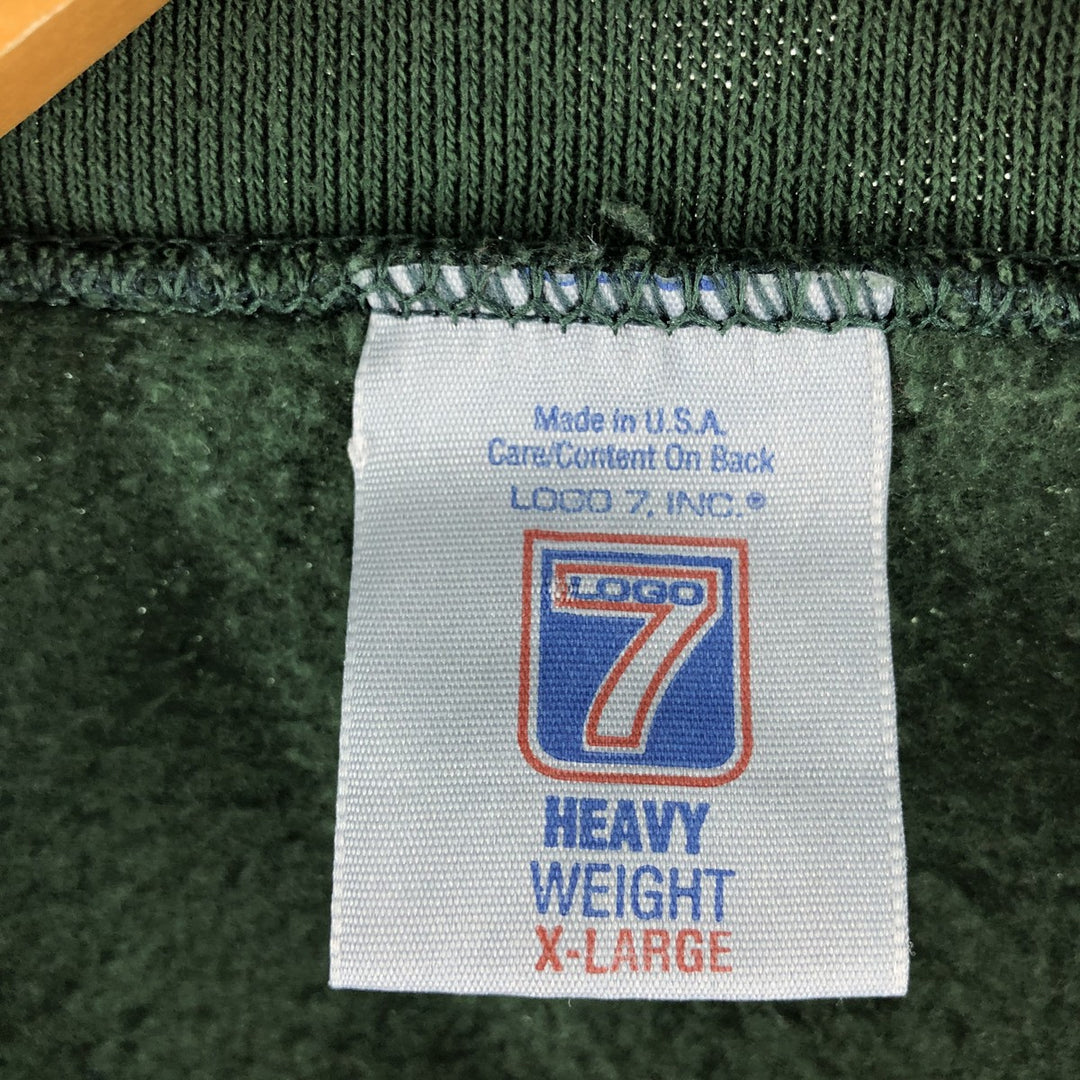 Made in U.S.A.
Care/Content On Back
LOGO 7, INC.®
LOGO
7
HEAVY
WEIGHT
X-LARGE